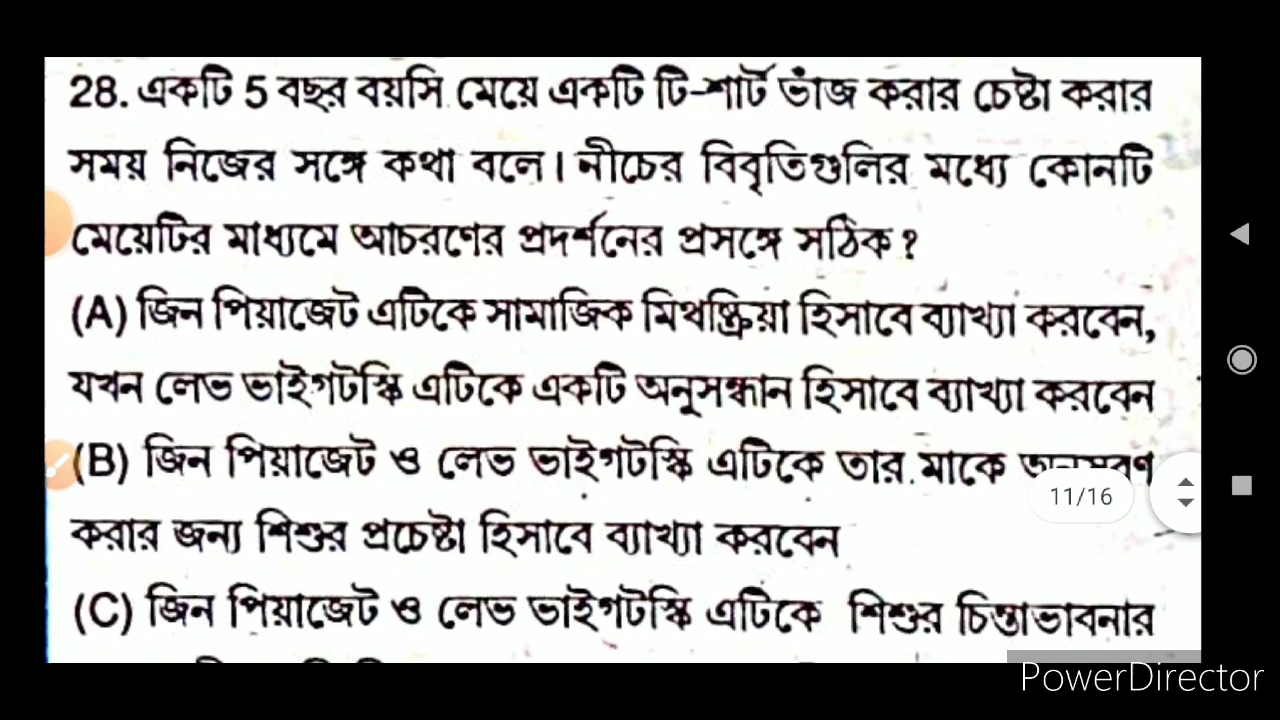 28. একটি 5 বছর বয়সি মেয়ে একটি টি-শার্ট ভাঁজ করার চেষ্টা করার
সময় নিজের সঙ্গে কথা বলে। নীচের বিবৃতিগুলির মধ্যে কোনটি
মেয়েটির মাধ্যমে আচরণের প্রদর্শনের প্রসঙ্গে সঠিক?
(A) জিন পিয়াজেট এটিকে সামাজিক মিথষ্ক্রিয়া হিসাবে ব্যাখ্যা করবেন,
যখন লেভ ভাইগটস্কি এটিকে একটি অনুসন্ধান হিসাবে ব্যাখ্যা করবেন
(B) জিন পিয়াজেট ও লেভ ভাইগটস্কি এটিকে তার মাকে
11/16
করার জন্য শিশুর প্রচেষ্টা হিসাবে ব্যাখ্যা করবেন
(C) জিন পিয়াজেট ও লেভ ভাইগটস্কি এটিকে শিশুর চিন্তাভাবনার
PowerDirector